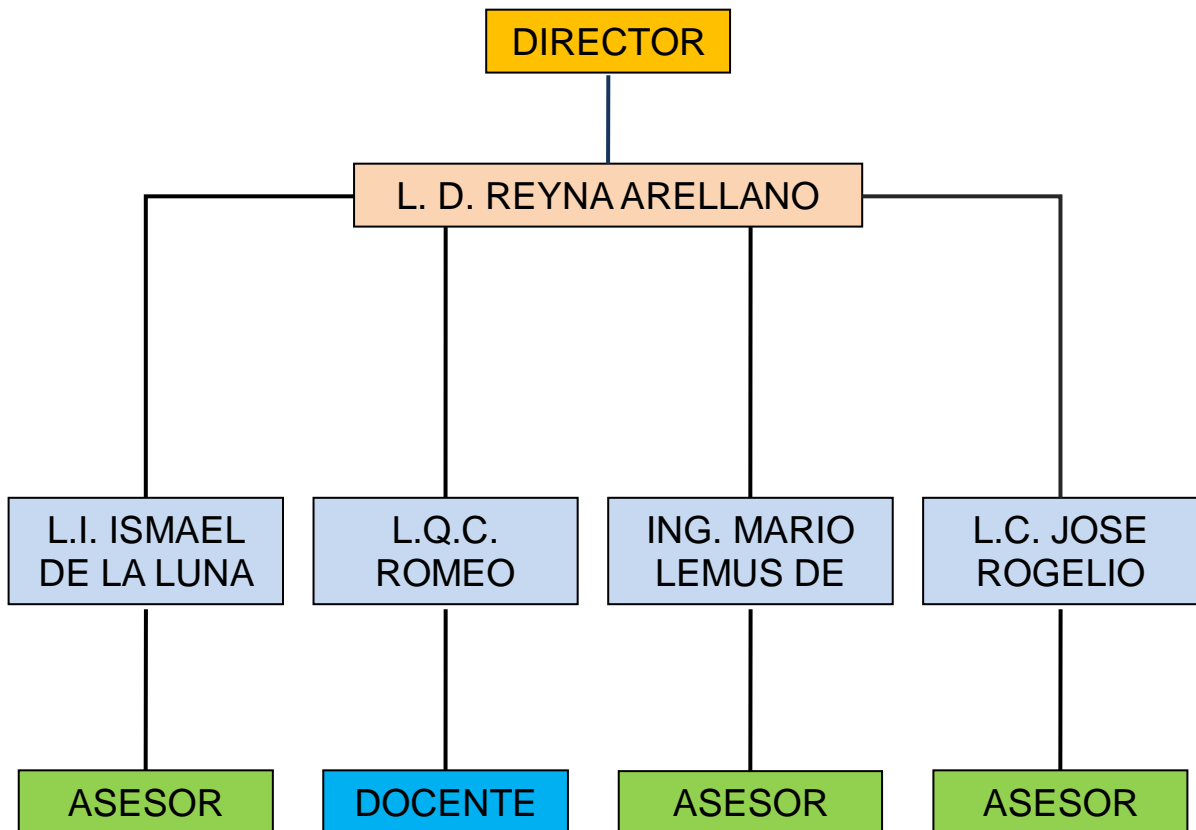 DIRECTOR
L. D. REYNA ARELLANO
L.I. ISMAEL
DE LA LUNA
L.Q.C.
ROMEO
ING. MARIO
LEMUS DE
L.C. JOSE
ROGELIO
ASESOR
DOCENTE
ASESOR
ASESOR